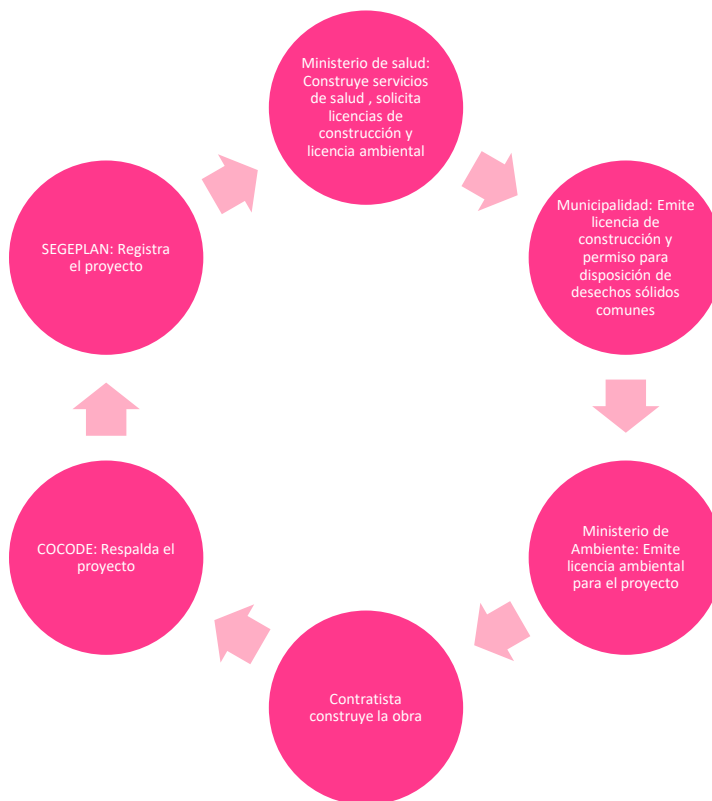 Ministerio de salud:
Construye servicios
de salud , solicita
licencias de
construcción y
licencia ambiental
Municipalidad: Emite
licencia de
construcción y
permiso para
disposición de
desechos sólidos
comunes
Ministerio de
Ambiente: Emite
licencia ambiental
para el proyecto
Contratista
construye la obra
COCODE: Respalda el
proyecto
SEGEPLAN: Registra
el proyecto